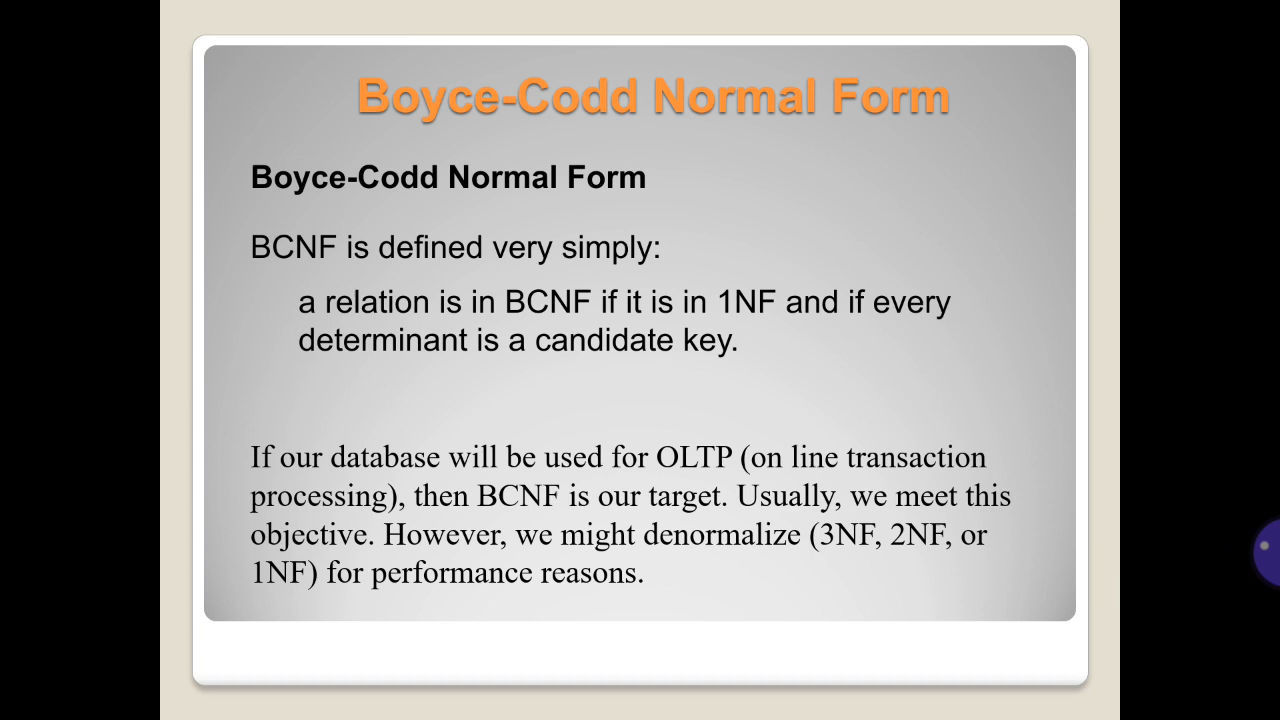 Boyce-Codd Normal Form
Boyce-Codd Normal Form
BCNF is defined very simply:
a relation is in BCNF if it is in 1NF and if every
determinant is a candidate key.
If our database will be used for OLTP (on line transaction
processing), then BCNF is our target. Usually, we meet this
objective. However, we might denormalize (3NF, 2NF, or
1NF) for performance reasons.